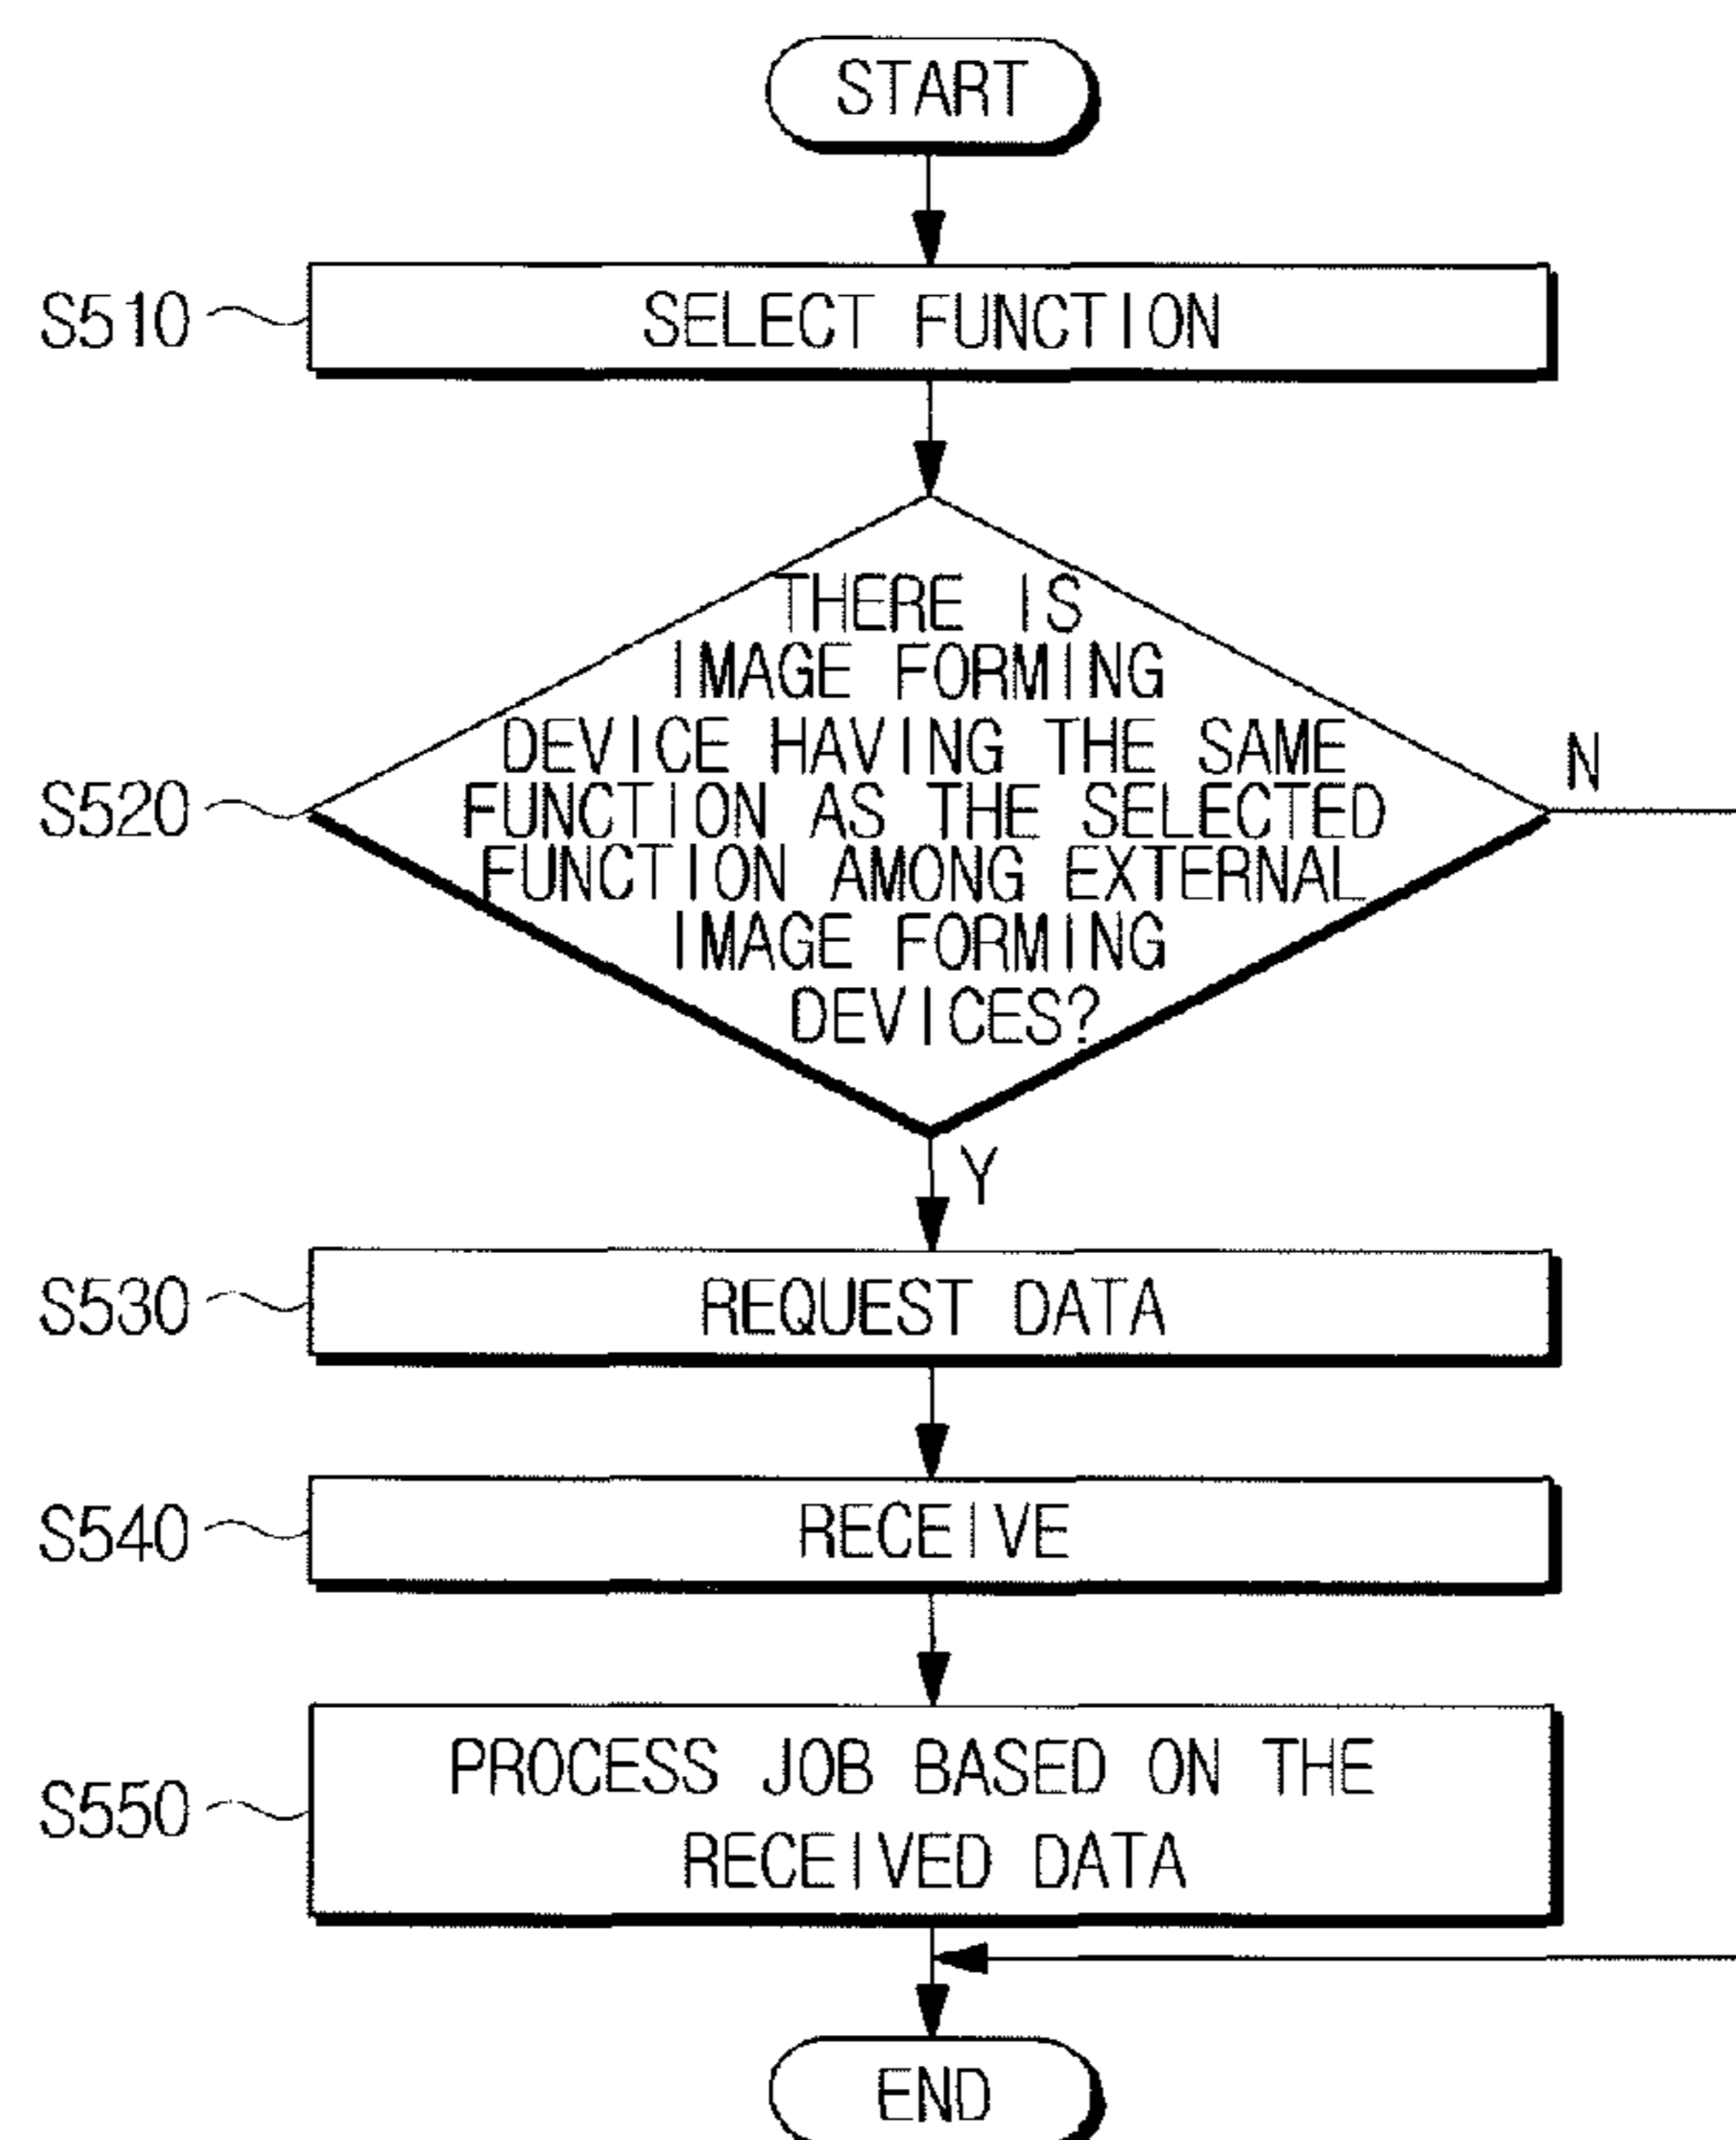 START
S510
SELECT FUNCTION
THERE IS
IMAGE FORMING
DEVICE HAVING THE SAME
N
S520
FUNCTION AS THE SELECTED
FUNCTION AMONG EXTERNAL
IMAGE FORMING
DEVICES?
Y
S530
REQUEST DATA
S540
RECEIVE
S550
PROCESS JOB BASED ON THE
RECEIVED DATA
END